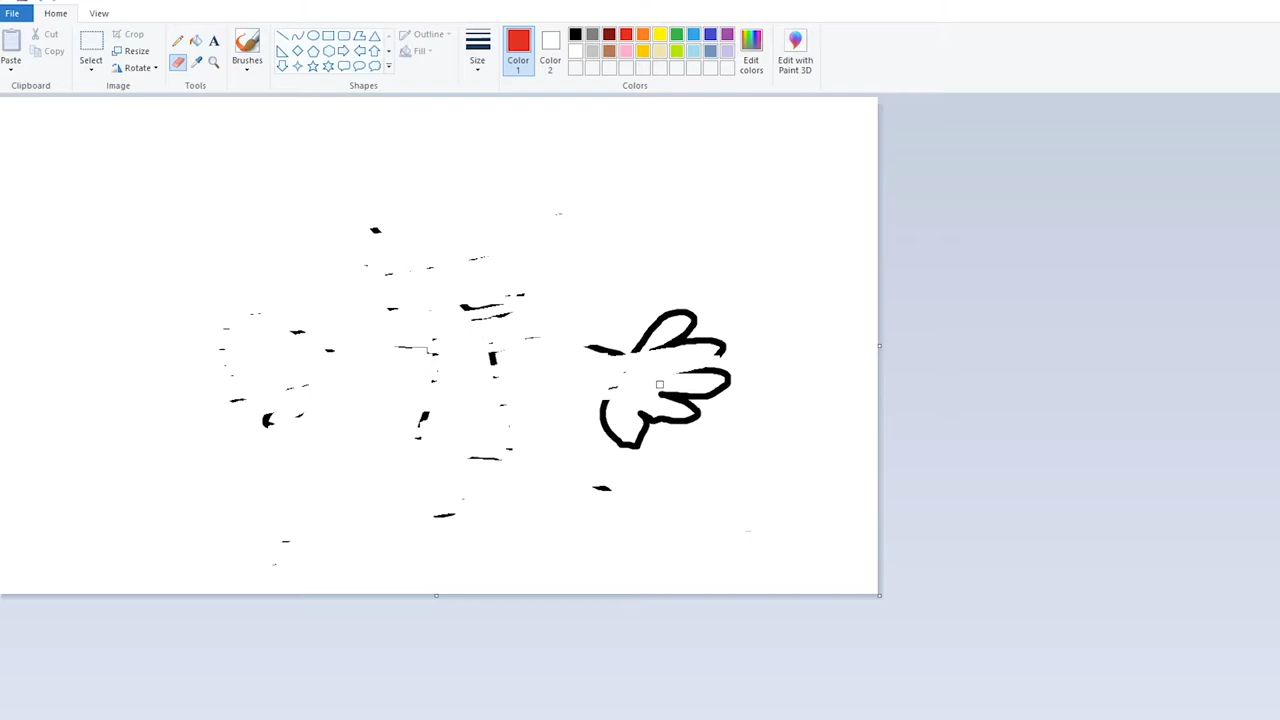 File Home View
Cut
Copy
Paste
Clipboard
Select
Crop
Resize
Rotate
Image
A
Tools
Brushes
Shapes
Outline
Fill
Size
Color
1
Color
2
Edit
colors
Colors
Edit with
Paint 3D